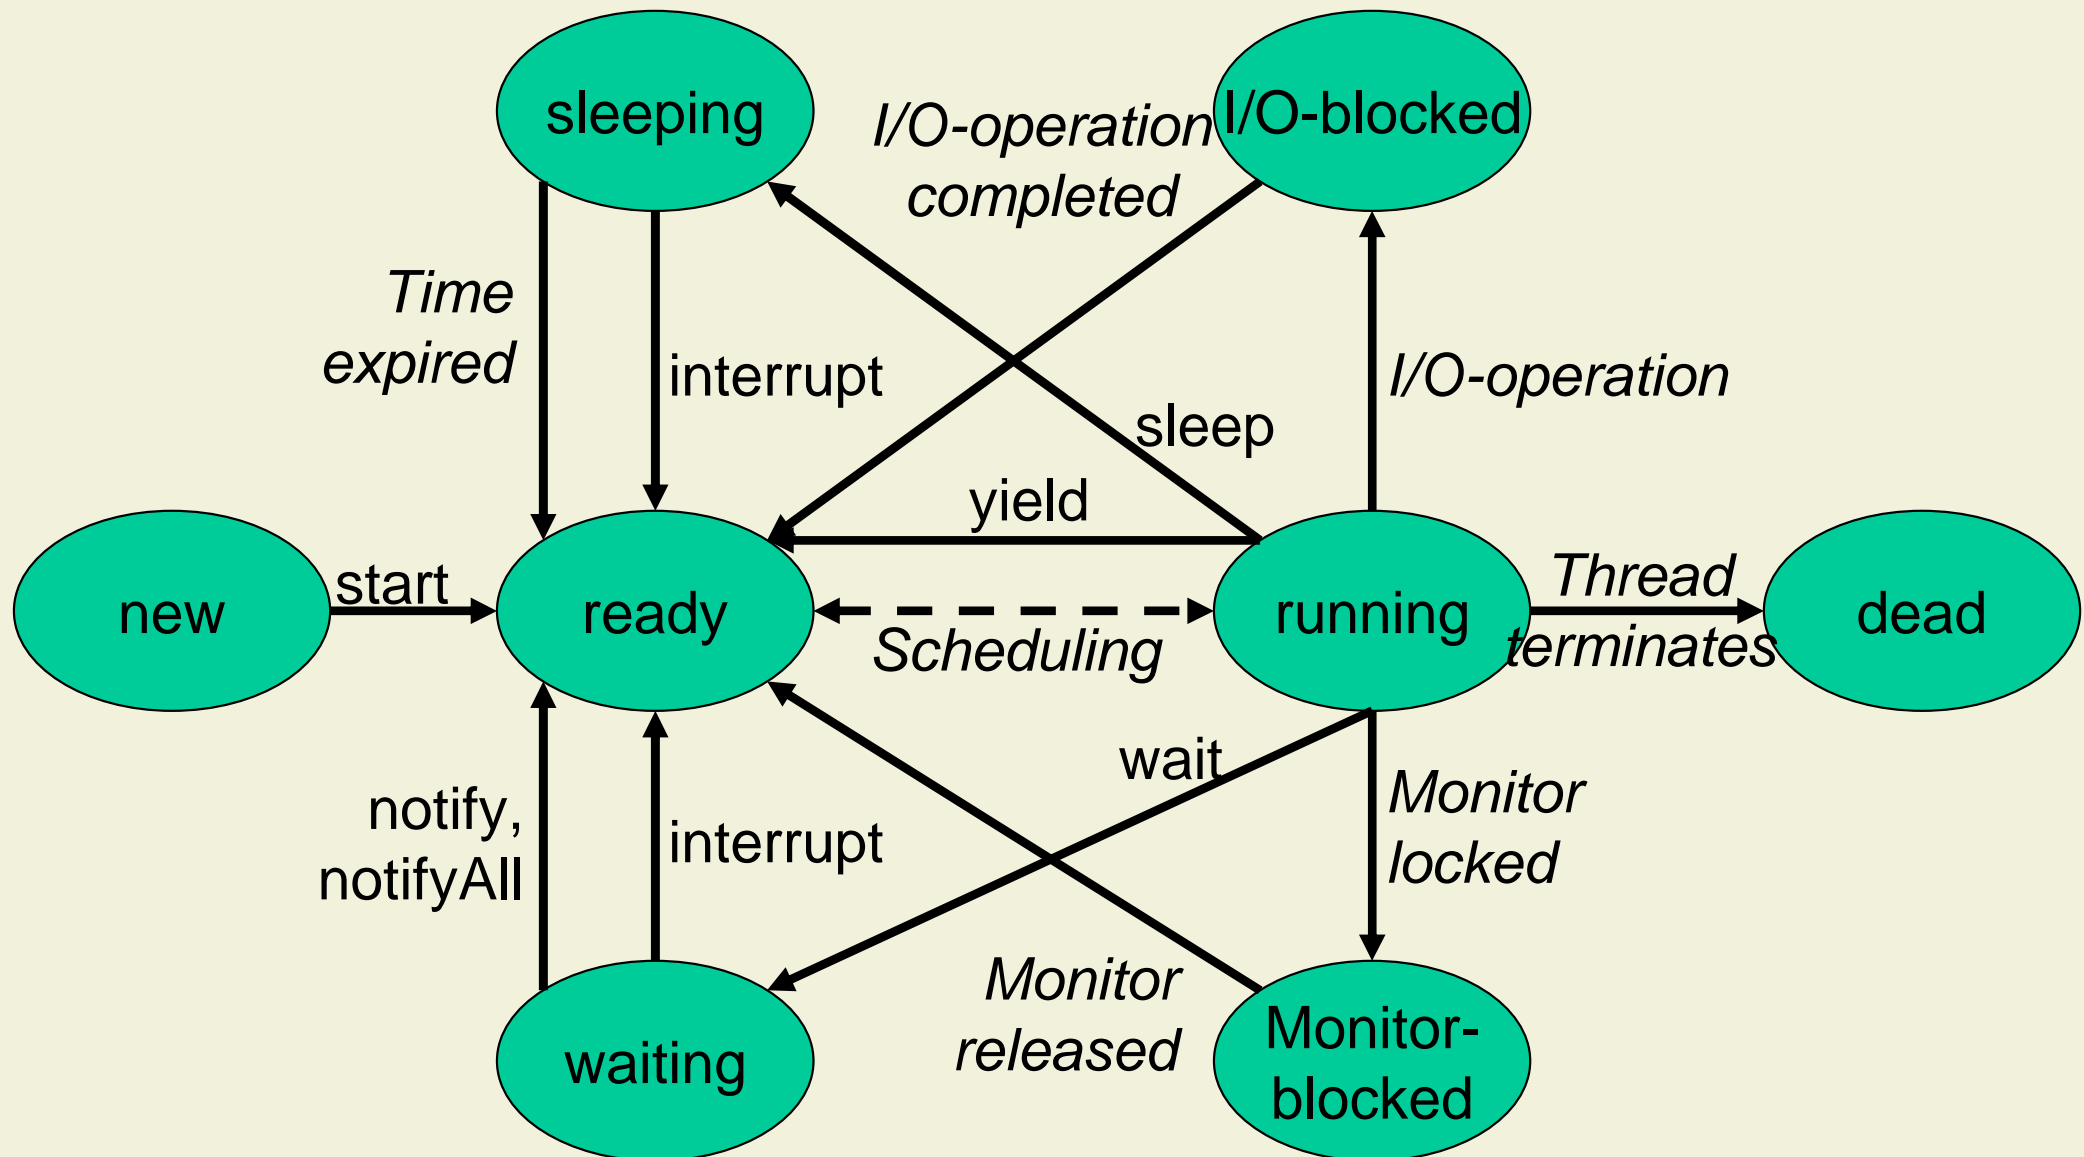 sleeping
I/O-operation
completed
I/O-blocked
Time
expired
interrupt
I/O-operation
sleep
yield
new
start
ready
Scheduling
running
Thread
terminates
dead
notify,
notifyAll
interrupt
wait
Monitor
locked
Monitor
released
waiting
Monitor-
blocked